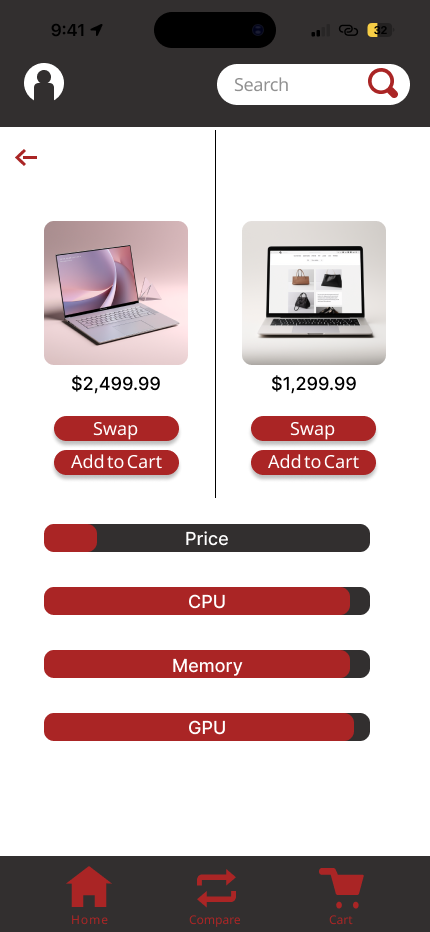 9:41
32
Search
$2,499.99
$1,299.99
Swap
Swap
Add to Cart
Add to Cart
Price
CPU
Memory
GPU
Home
Compare
Cart